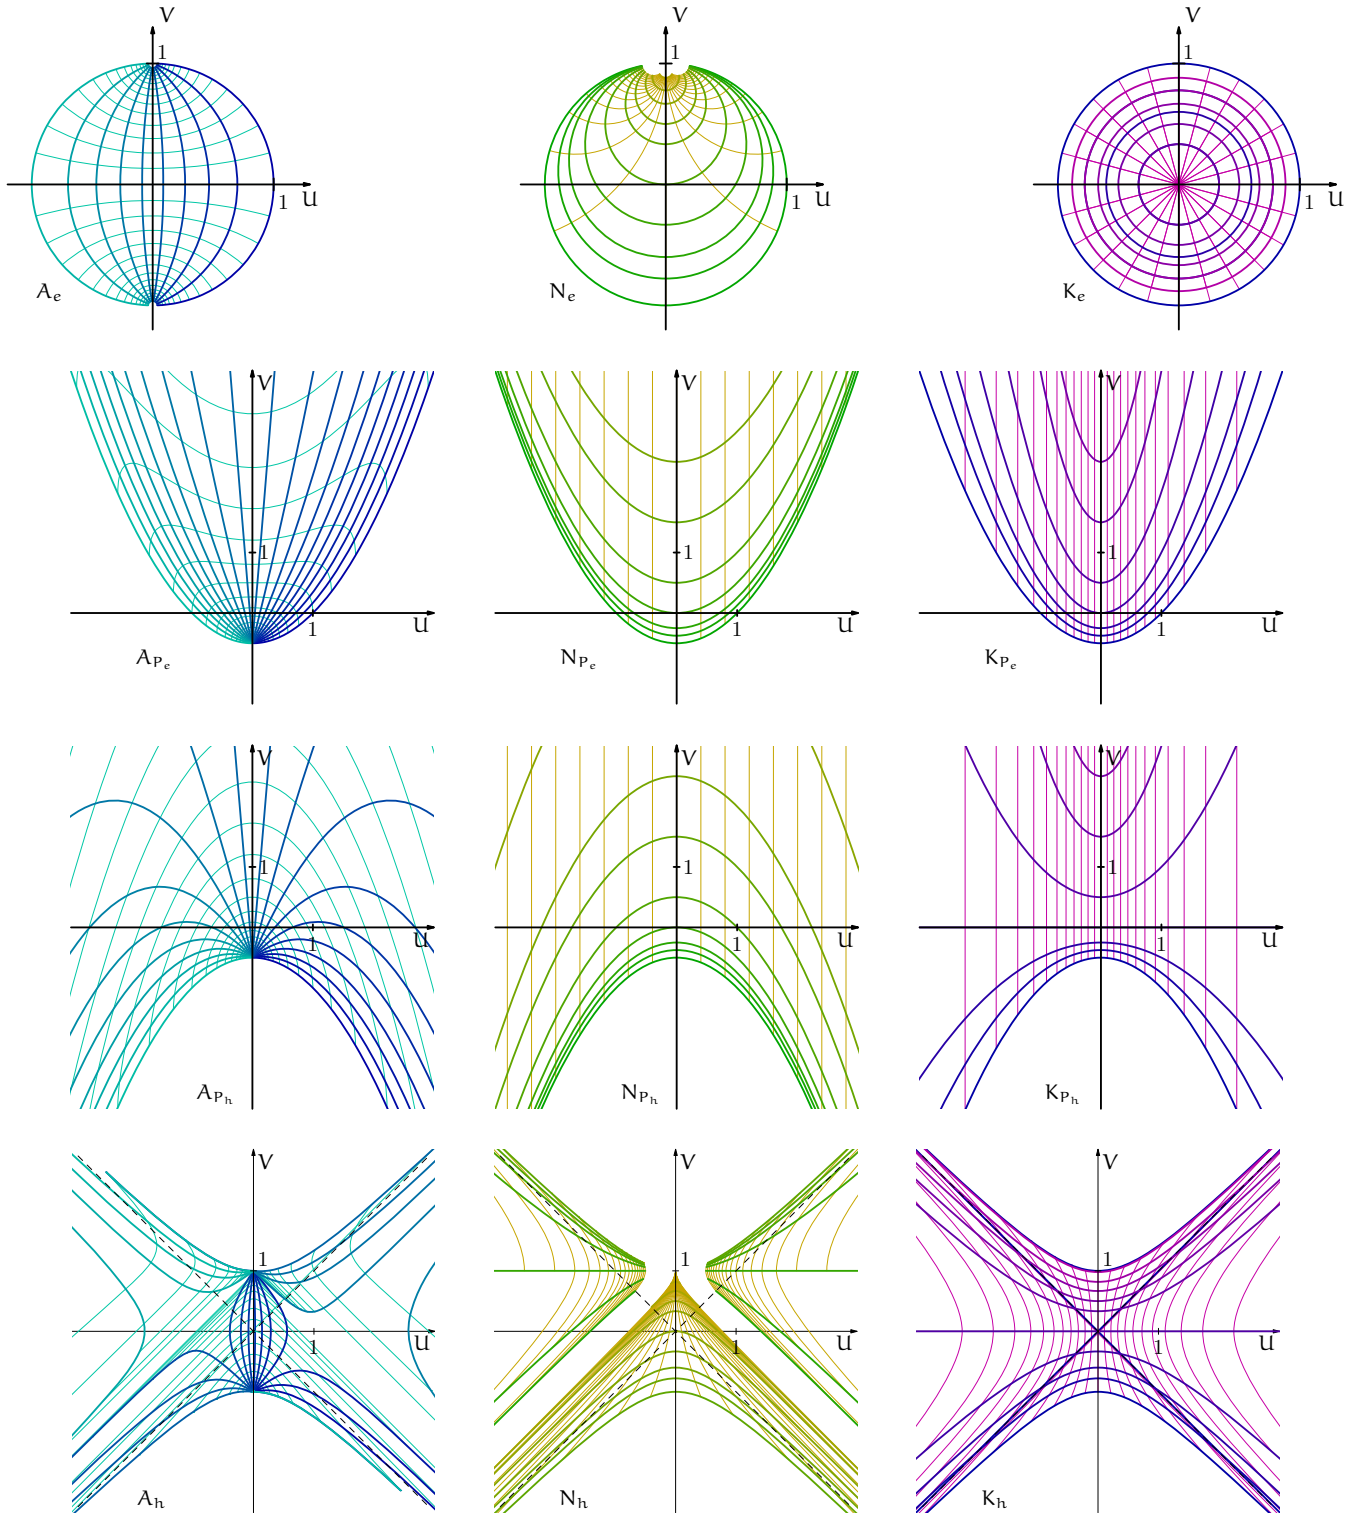 V V V
1 1 1
1 U 1 U 1 U
A_e N_e K_e
V V V
1 1 1
1 U 1 U 1 U
A_{P_e} N_{P_e} K_{P_e}
V V V
1 1 1
1 U 1 U 1 U
A_{P_h} N_{P_h} K_{P_h}
V V V
1 1 1
1 U 1 U 1 U
A_h N_h K_h